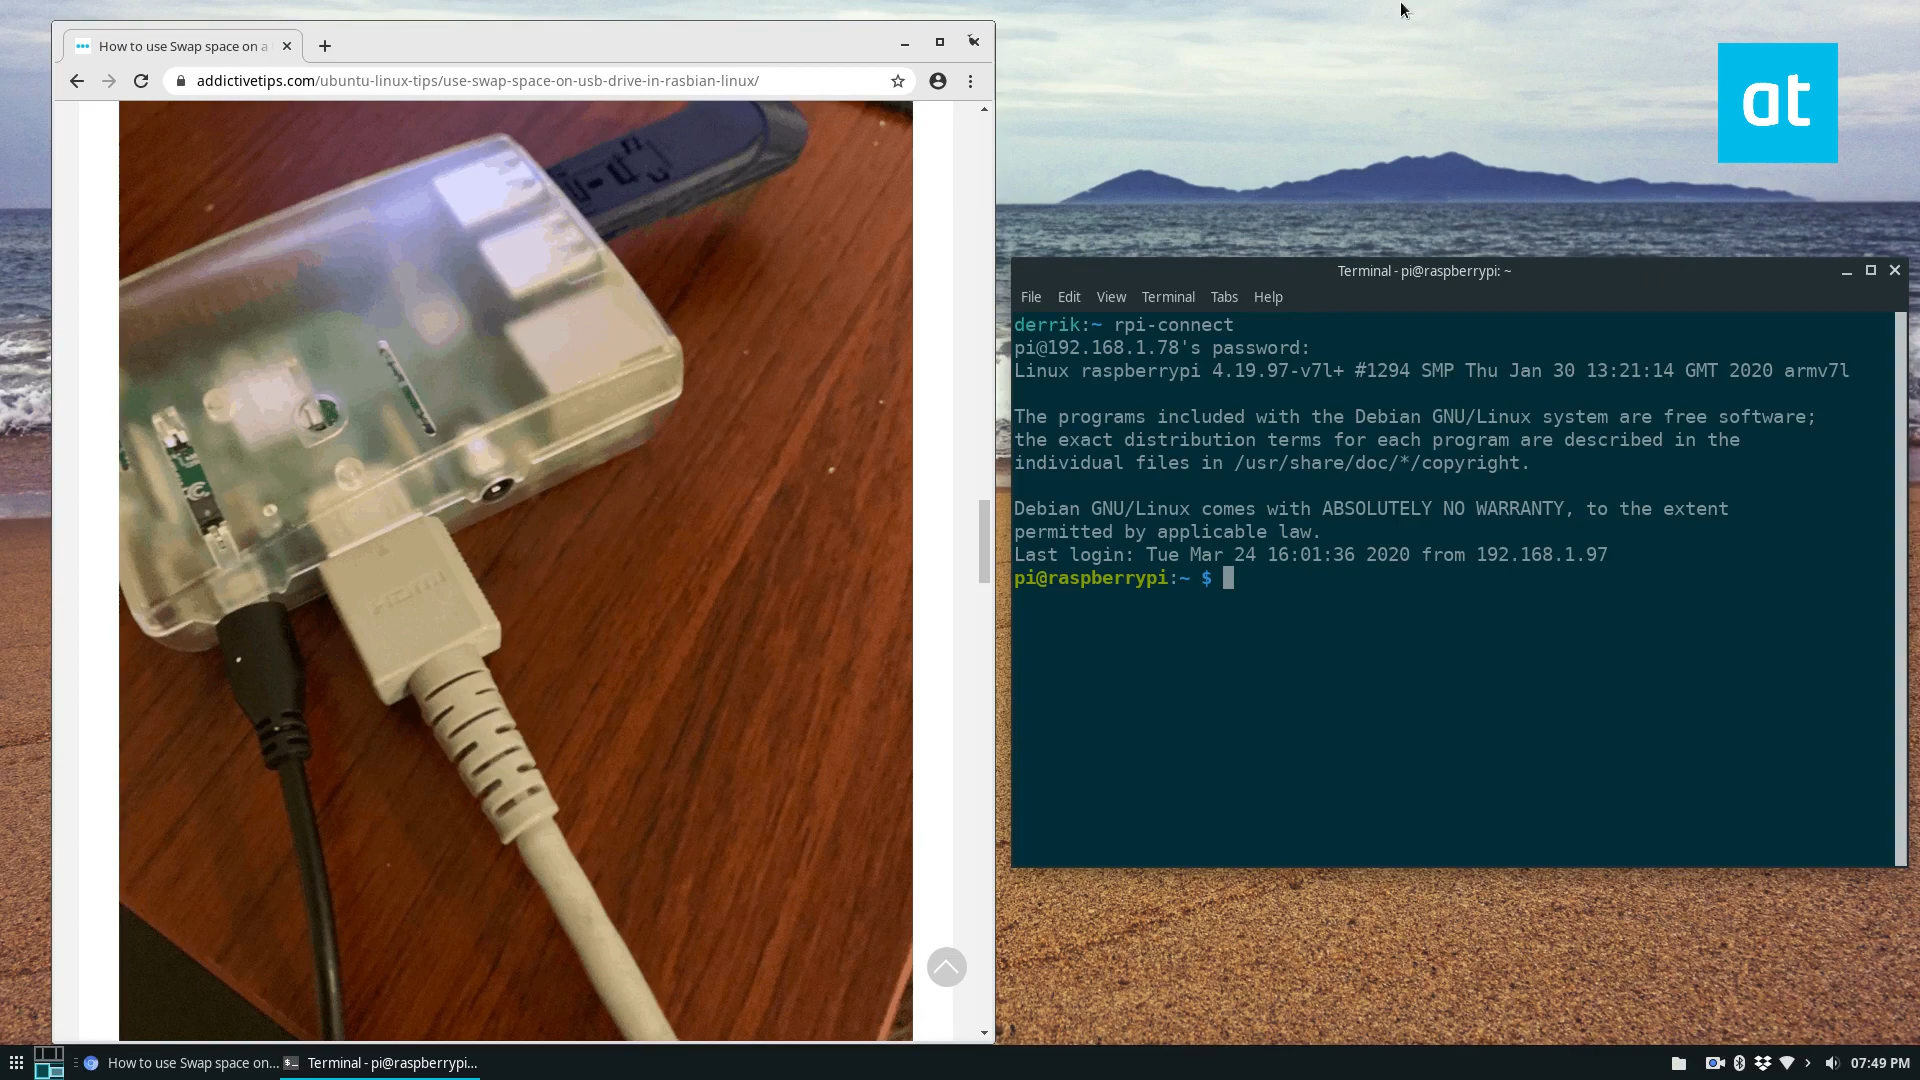 How to use Swap space on a
addictivetips.com/ubuntu-linux-tips/use-swap-space-on-usb-drive-in-rasbian-linux/
HDMI
at
Terminal - pi@raspberrypi: ~
File Edit View Terminal Tabs Help
derrik:~ rpi-connect
pi@192.168.1.78's password:
Linux raspberrypi 4.19.97-v7l+ #1294 SMP Thu Jan 30 13:21:14 GMT 2020 armv7l
The programs included with the Debian GNU/Linux system are free software;
the exact distribution terms for each program are described in the
individual files in /usr/share/doc/*/copyright.
Debian GNU/Linux comes with ABSOLUTELY NO WARRANTY, to the extent
permitted by applicable law.
Last login: Tue Mar 24 16:01:36 2020 from 192.168.1.97
pi@raspberrypi:~ $
How to use Swap space on...
Terminal - pi@raspberrypi...
07:49 PM